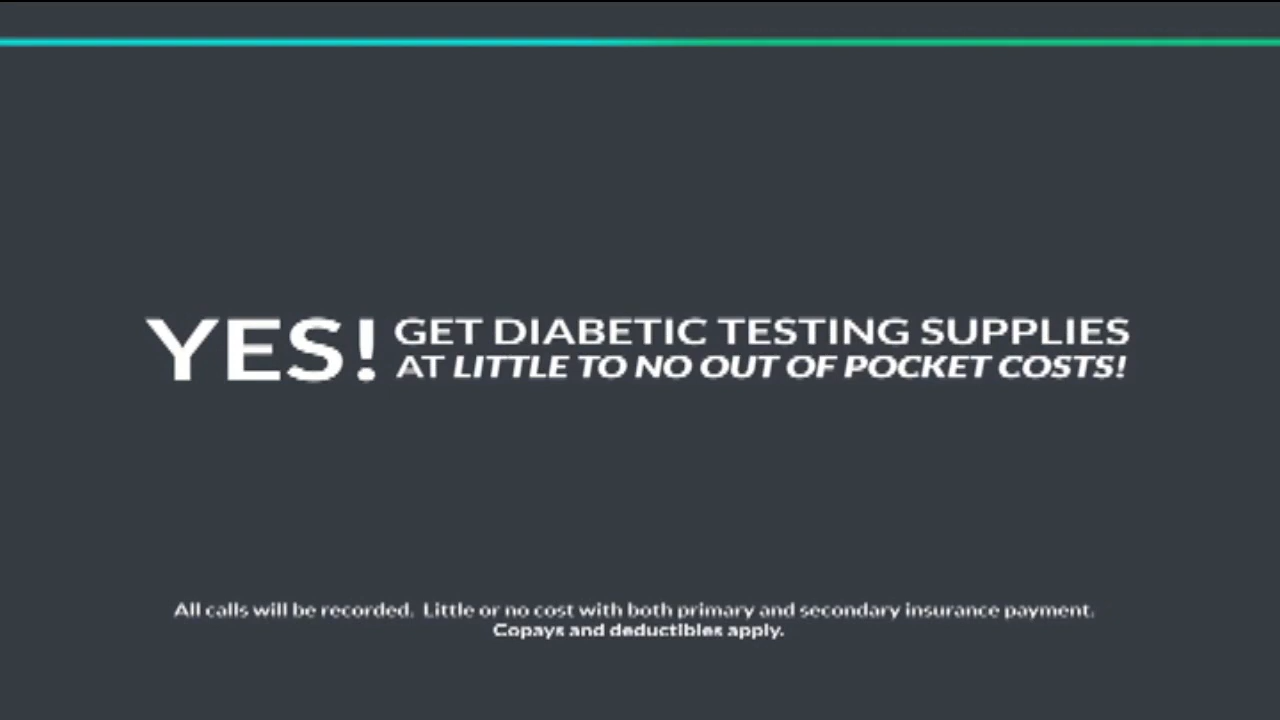 YES! GET DIABETIC TESTING SUPPLIES
AT LITTLE TO NO OUT OF POCKET COSTS!
All calls will be recorded. Little or no cost with both primary and secondary insurance payment.
Copays and deductibles apply.